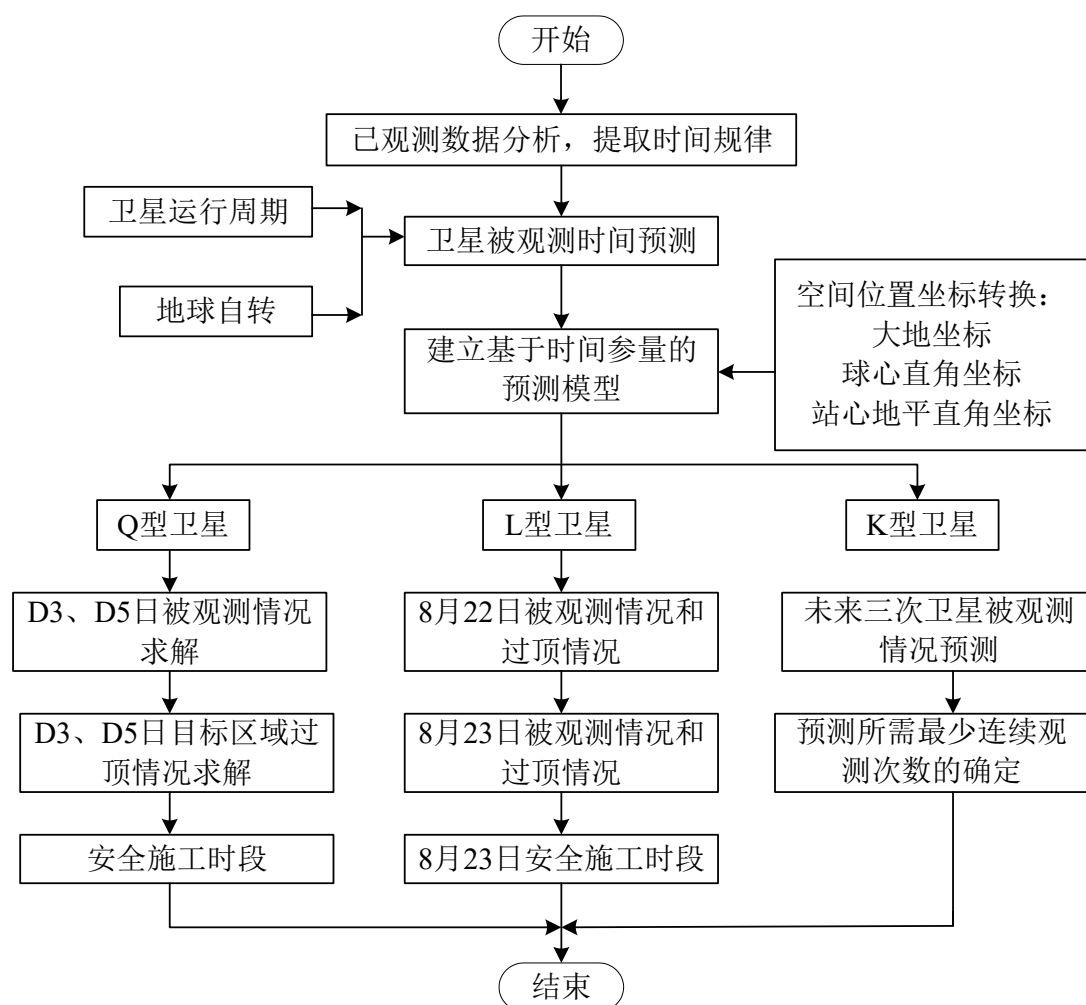 开始
已观测数据分析，提取时间规律
卫星运行周期
卫星被观测时间预测
地球自转
空间位置坐标转换：
大地坐标
球心直角坐标
站心地平直角坐标
建立基于时间参量的
预测模型
Q型卫星
L型卫星
K型卫星
D3、D5日被观测情况
求解
8月22日被观测情况和
过顶情况
未来三次卫星被观测
情况预测
D3、D5日目标区域过
顶情况求解
8月23日被观测情况和
过顶情况
预测所需最少连续观
测次数的确定
安全施工时段
8月23日安全施工时段
结束